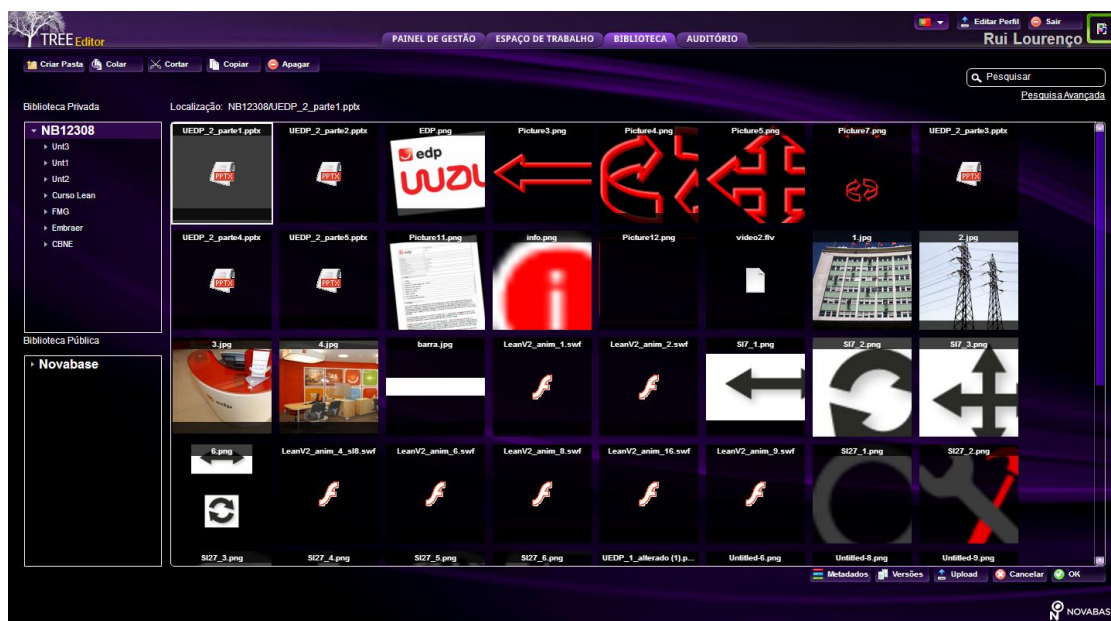 TREE Editor
PAINEL DE GESTÃO ESPAÇO DE TRABALHO BIBLIOTECA AUDITÓRIO
Editar Perfil Sair
Rui Lourenço
Criar Pasta Colar Cortar Copiar Apagar
Pesquisar
Pesquisa Avançada
Biblioteca Privada
Localização: NB12308/UEDP_2_parte1.pptx
NB12308
Unt3
Unt1
Unt2
Curso Lean
FMG
Embraer
CBNE
Biblioteca Pública
Novabase
UEDP_2_parte1.pptx UEDP_2_parte2.pptx EDP.png Picture3.png Picture4.png Picture5.png Picture7.png UEDP_2_parte3.pptx
PPTX PPTX edp PPTX
UEDP_2_parte4.pptx UEDP_2_parte5.pptx Picture11.png info.png Picture12.png video2.flv 1.jpg 2.jpg
PPTX PPTX
3.jpg 4.jpg barra.jpg LeanV2_anim_1.swf LeanV2_anim_2.swf SI7_1.png SI7_2.png SI7_3.png
6.png LeanV2_anim_4_sl8.swf LeanV2_anim_6.swf LeanV2_anim_8.swf LeanV2_anim_16.swf LeanV2_anim_9.swf SI27_1.png SI27_2.png
SI27_3.png SI27_4.png SI27_5.png SI27_6.png UEDP_1_alterado (1).p... Untitled-6.png Untitled-8.png Untitled-9.png
Metadados Versões Upload Cancelar OK
NOVABAS